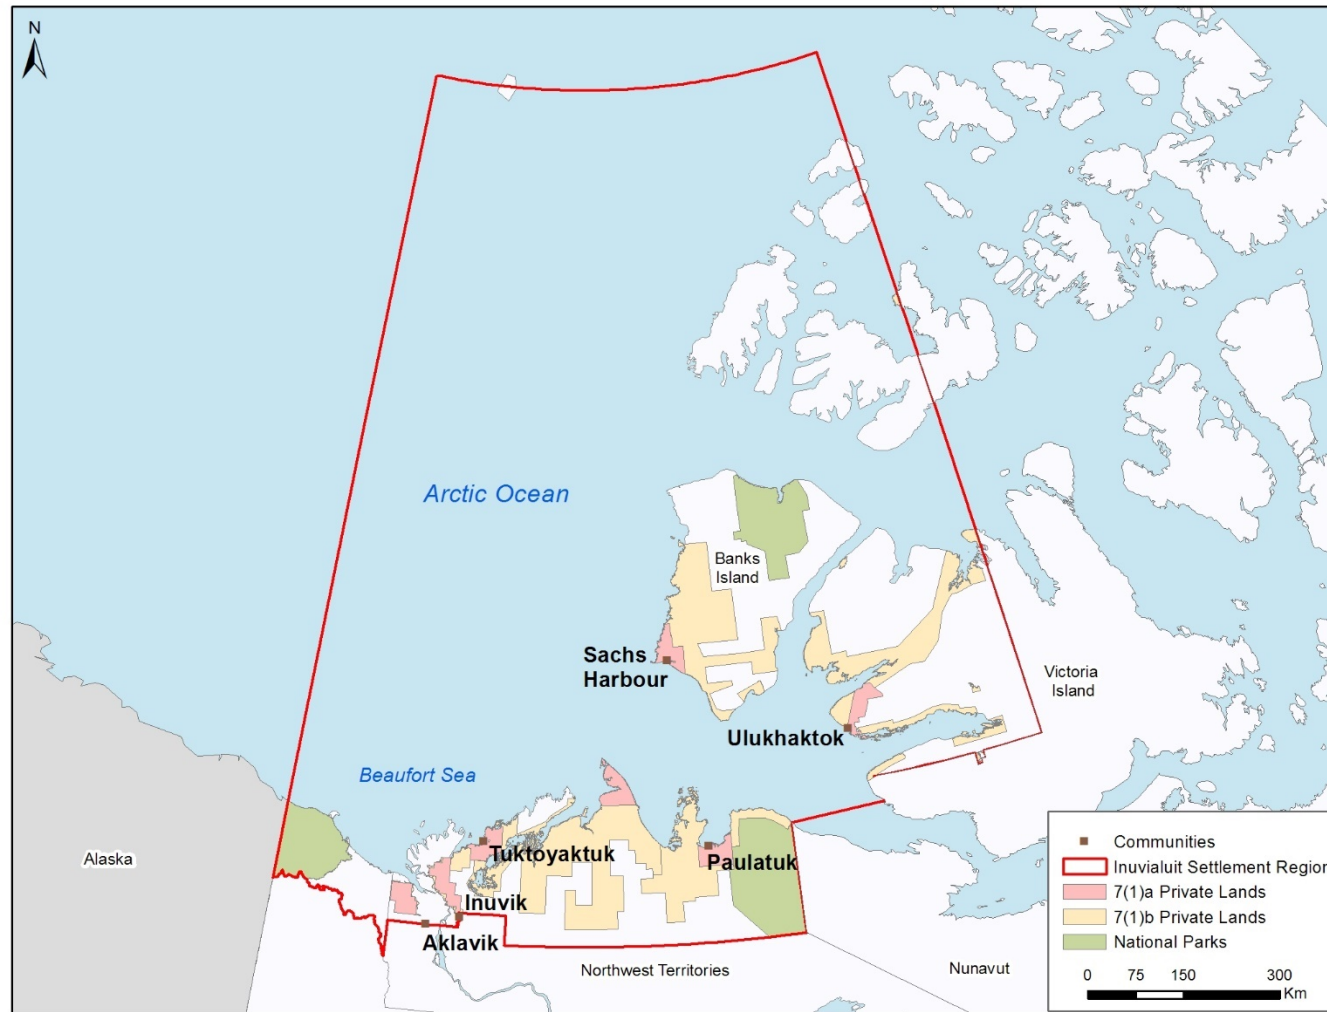 N
Arctic Ocean
Banks
Island
Sachs
Harbour
Victoria
Island
Ulukhaktok
Beaufort Sea
Alaska
Tuktoyaktuk
Paulatuk
Inuvik
Aklavik
Northwest Territories
Nunavut
Communities
Inuvialuit Settlement Region
7(1)a Private Lands
7(1)b Private Lands
National Parks
0 75 150 300
Km